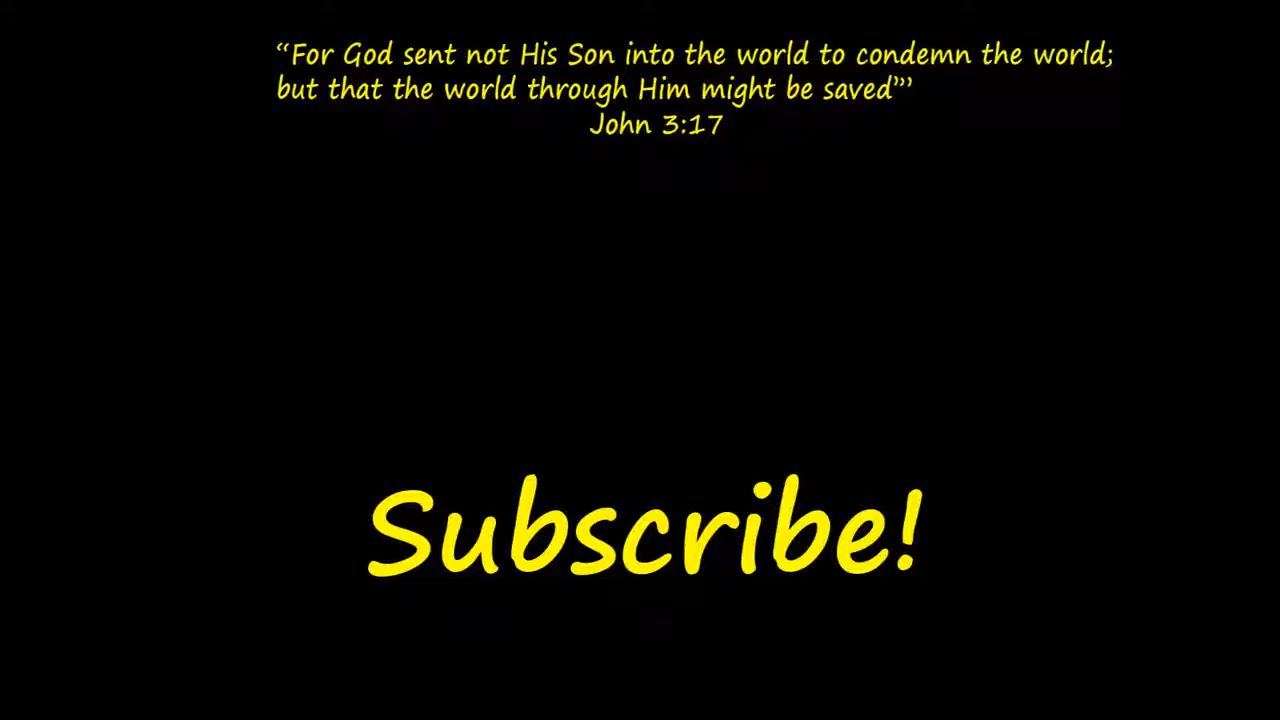 “For God sent not His Son into the world to condemn the world;
but that the world through Him might be saved”’
John 3:17
Subscribe!